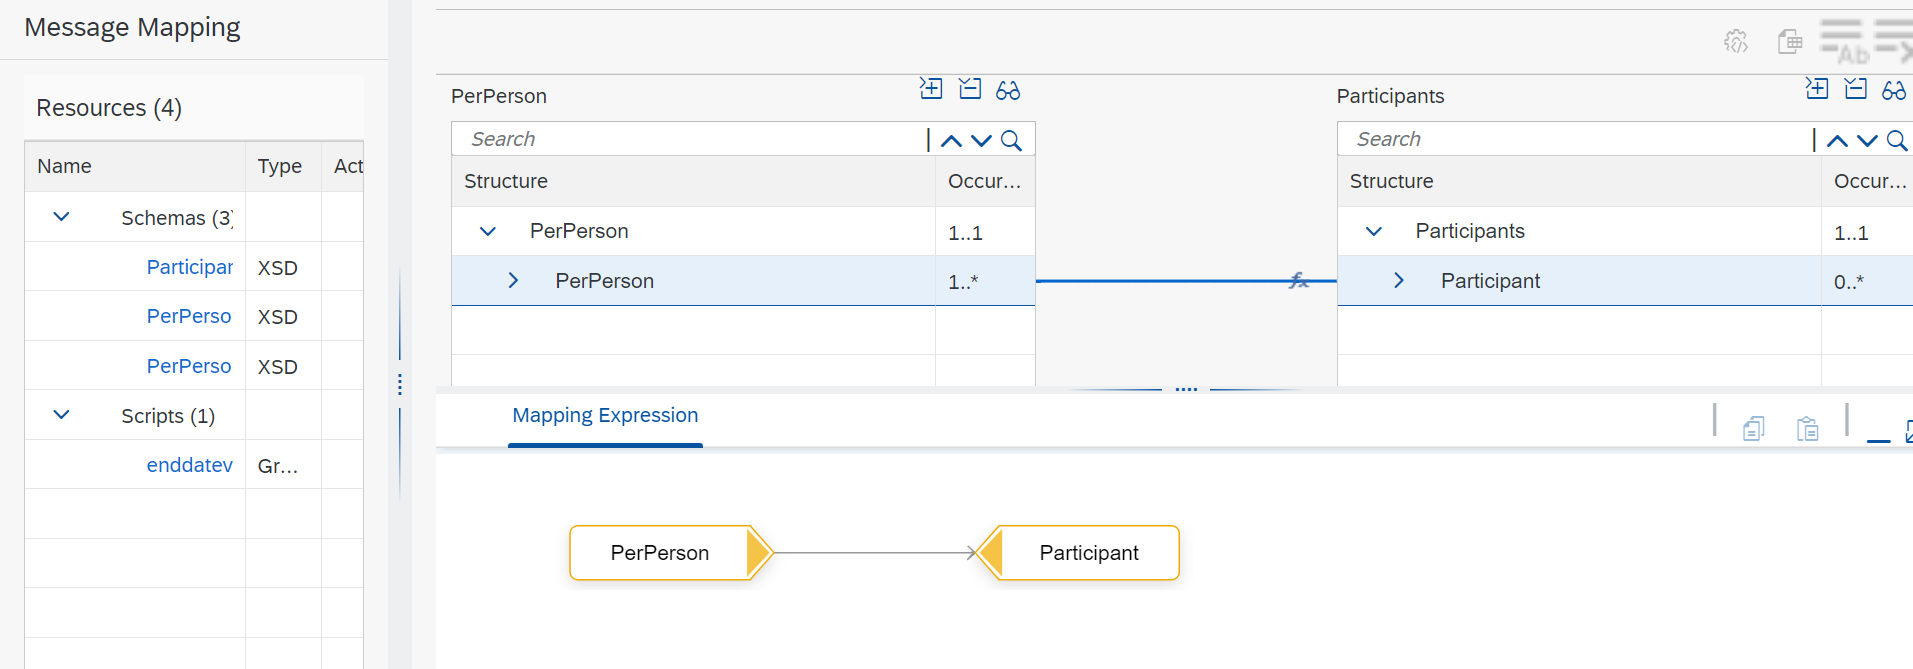 Message Mapping
Resources (4)
Name Type Act
Schemas (3)
Participar XSD
PerPerso XSD
PerPerso XSD
Scripts (1)
enddatev Gr...
Ab
PerPerson
Search
Structure Occur...
PerPerson 1..1
PerPerson 1..*
fx
Participants
Search
Structure Occur...
Participants 1..1
Participant 0..*
Mapping Expression
PerPerson Participant